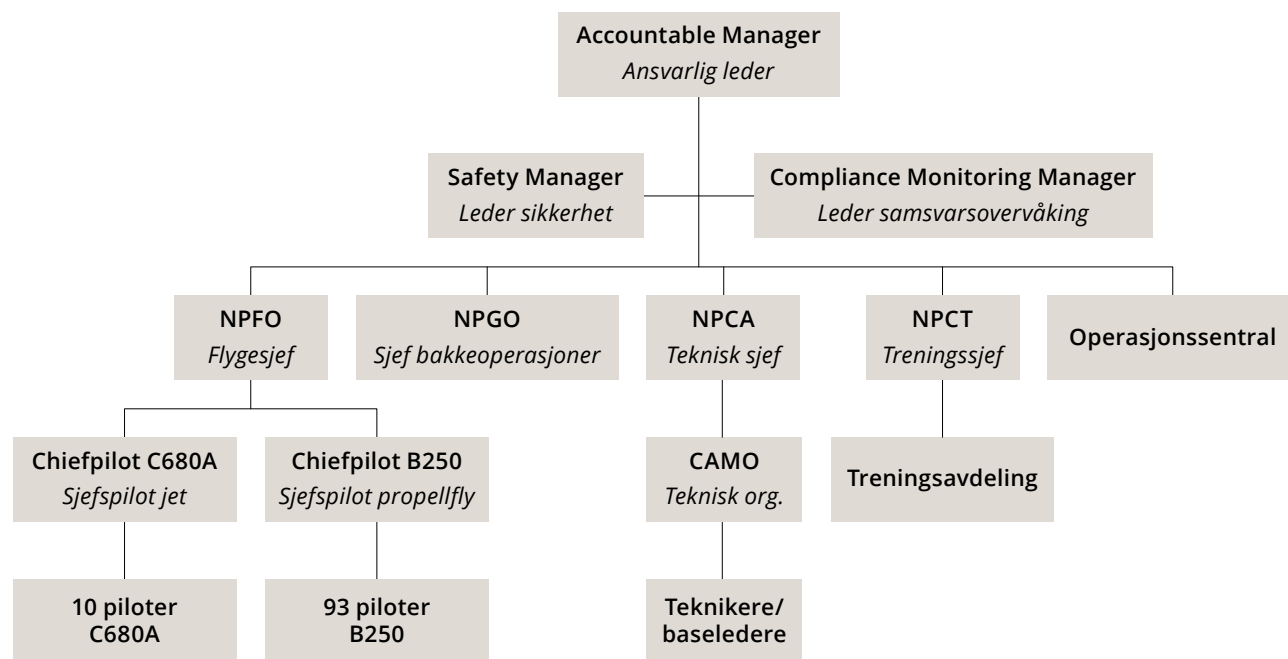 Accountable Manager
Ansvarlig leder
Safety Manager
Leder sikkerhet
Compliance Monitoring Manager
Leder samsvarsovervåking
NPFO
Flygesjef
NPGO
Sjef bakkeoperasjoner
NPCA
Teknisk sjef
NPCT
Treningssjef
Operasjonssentral
Chiefpilot C680A
Sjefspilot jet
Chiefpilot B250
Sjefspilot propellfly
CAMO
Teknisk org.
Treningsavdeling
10 piloter
C680A
93 piloter
B250
Teknikere/
baseledere